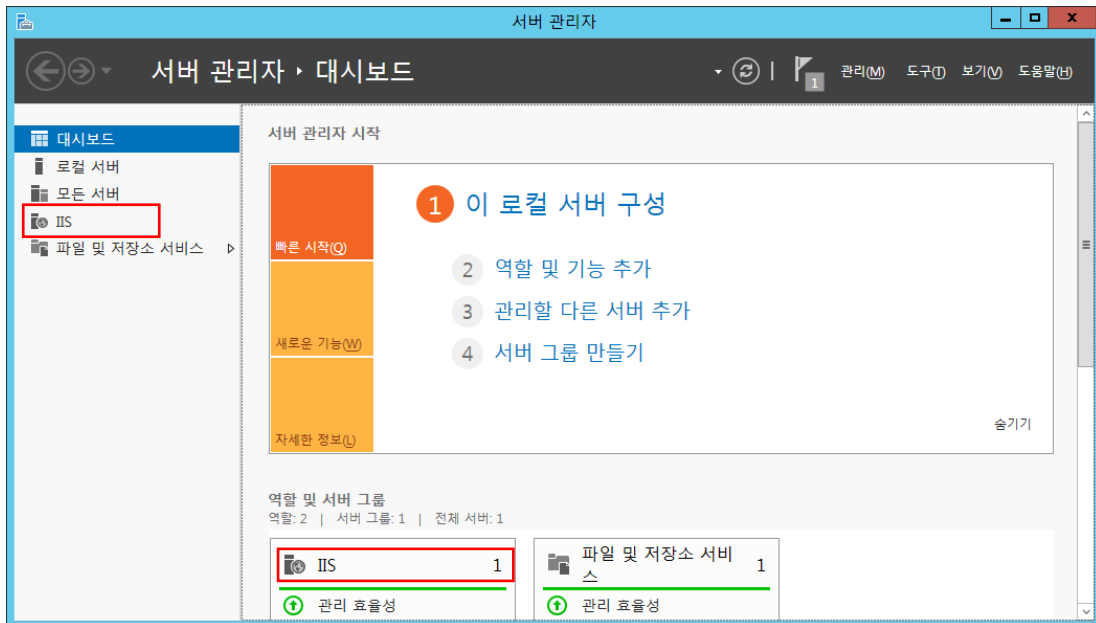 서버 관리자
서버 관리자 ‣ 대시보드
1
관리(M) 도구(T) 보기(V) 도움말(H)
대시보드
로컬 서버
모든 서버
IIS
파일 및 저장소 서비스
서버 관리자 시작
빠른 시작(Q)
새로운 기능(W)
자세한 정보(L)
1 이 로컬 서버 구성
2 역할 및 기능 추가
3 관리할 다른 서버 추가
4 서버 그룹 만들기
숨기기
역할 및 서버 그룹
역할: 2 | 서버 그룹: 1 | 전체 서버: 1
IIS 1
관리 효율성
파일 및 저장소 서비
스 1
관리 효율성